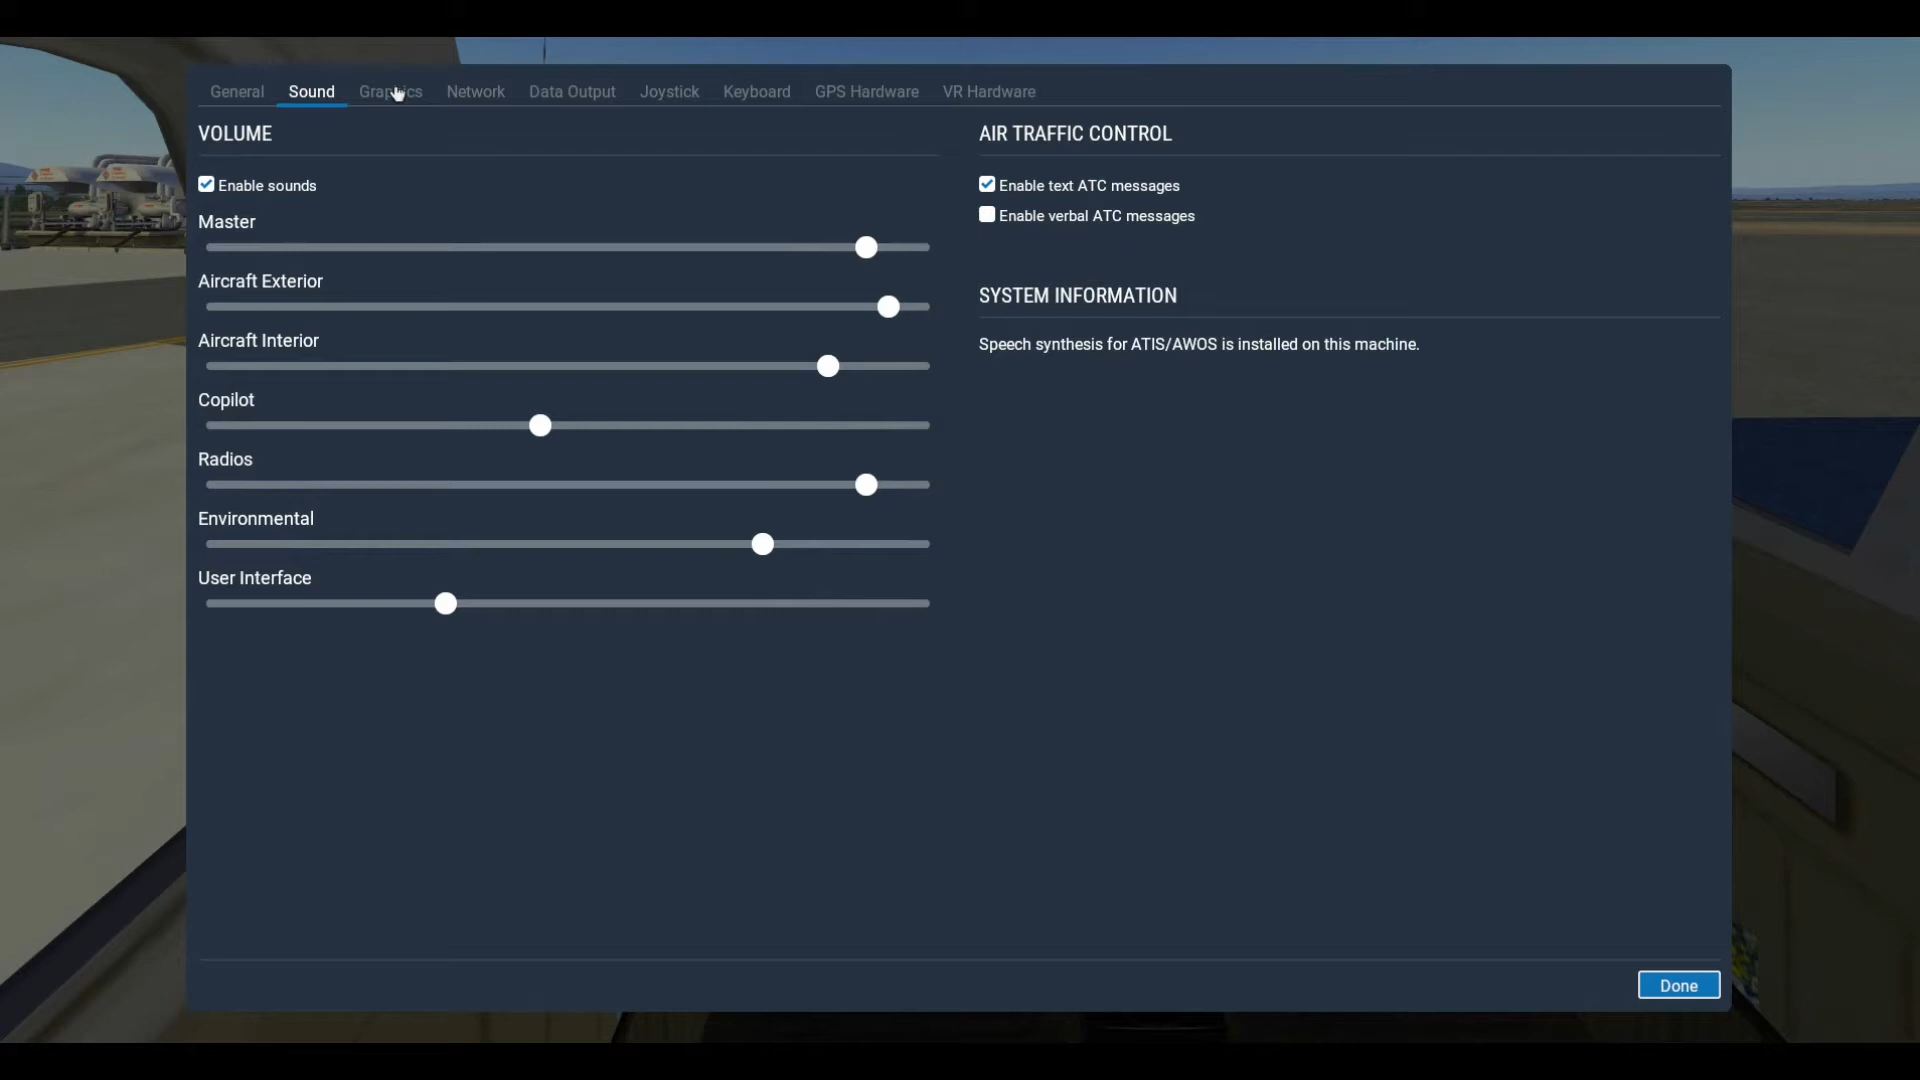 General Sound Graphics Network Data Output Joystick Keyboard GPS Hardware VR Hardware
VOLUME
Enable sounds
Master
Aircraft Exterior
Aircraft Interior
Copilot
Radios
Environmental
User Interface
AIR TRAFFIC CONTROL
Enable text ATC messages
Enable verbal ATC messages
SYSTEM INFORMATION
Speech synthesis for ATIS/AWOS is installed on this machine.
Done